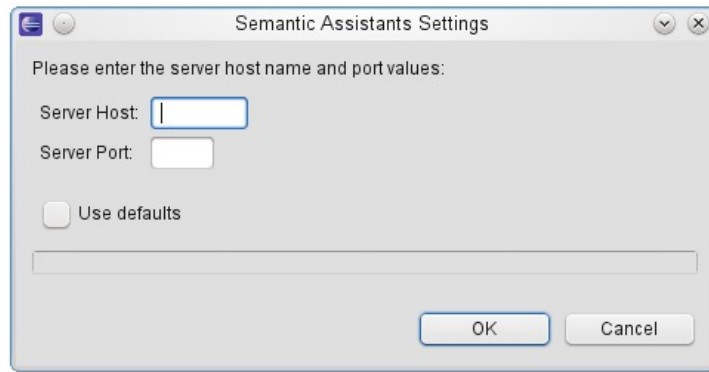 Semantic Assistants Settings
Please enter the server host name and port values:
Server Host:
Server Port:
Use defaults
OK Cancel